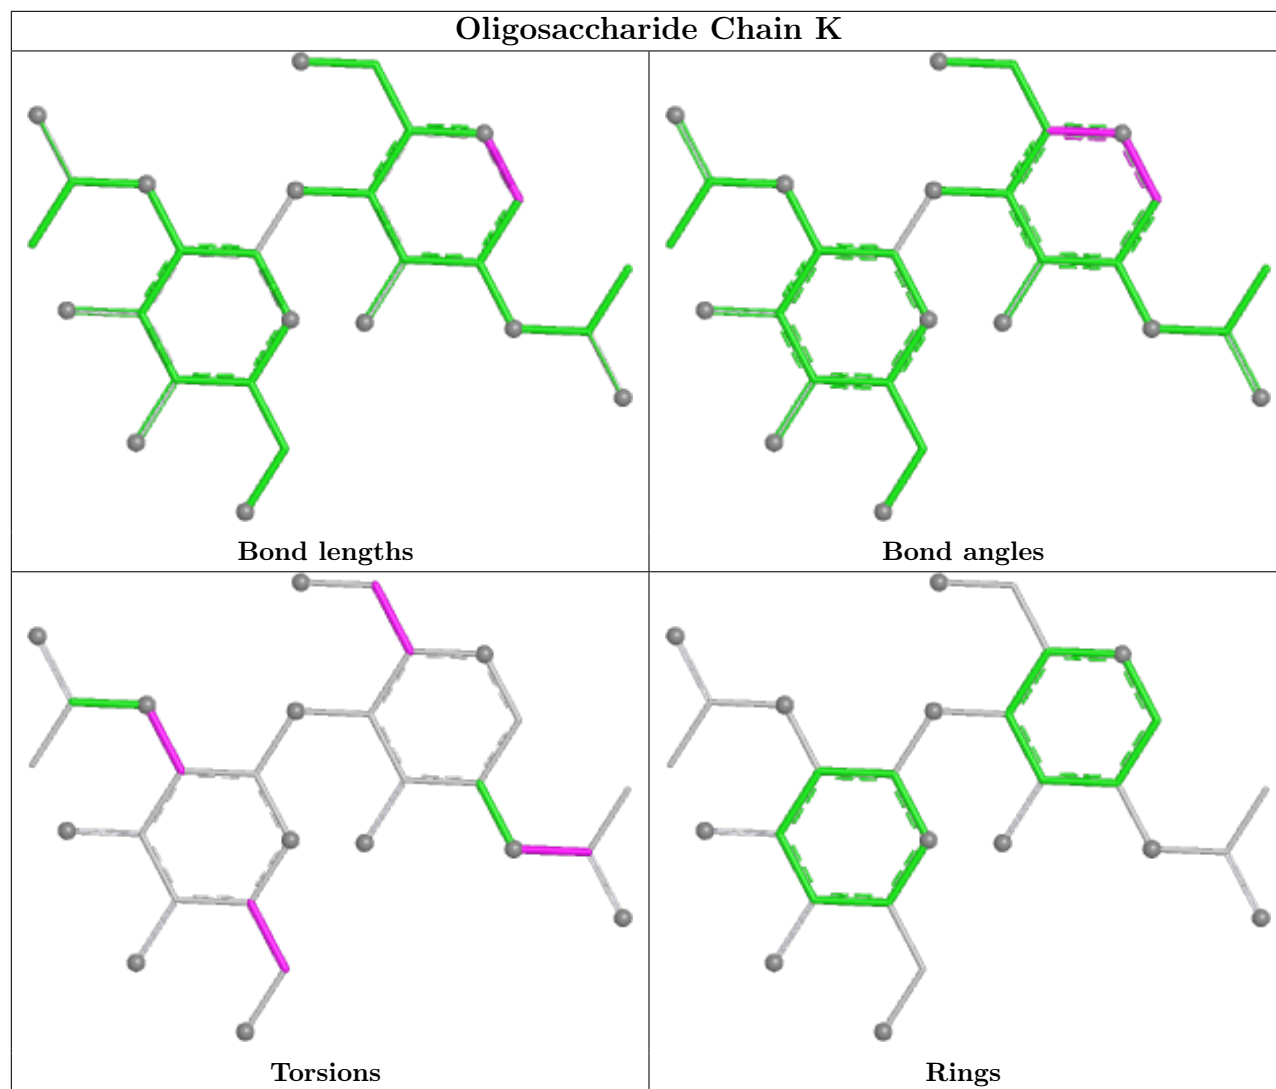 Oligosaccharide Chain K
Bond lengths
Bond angles
Torsions
Rings